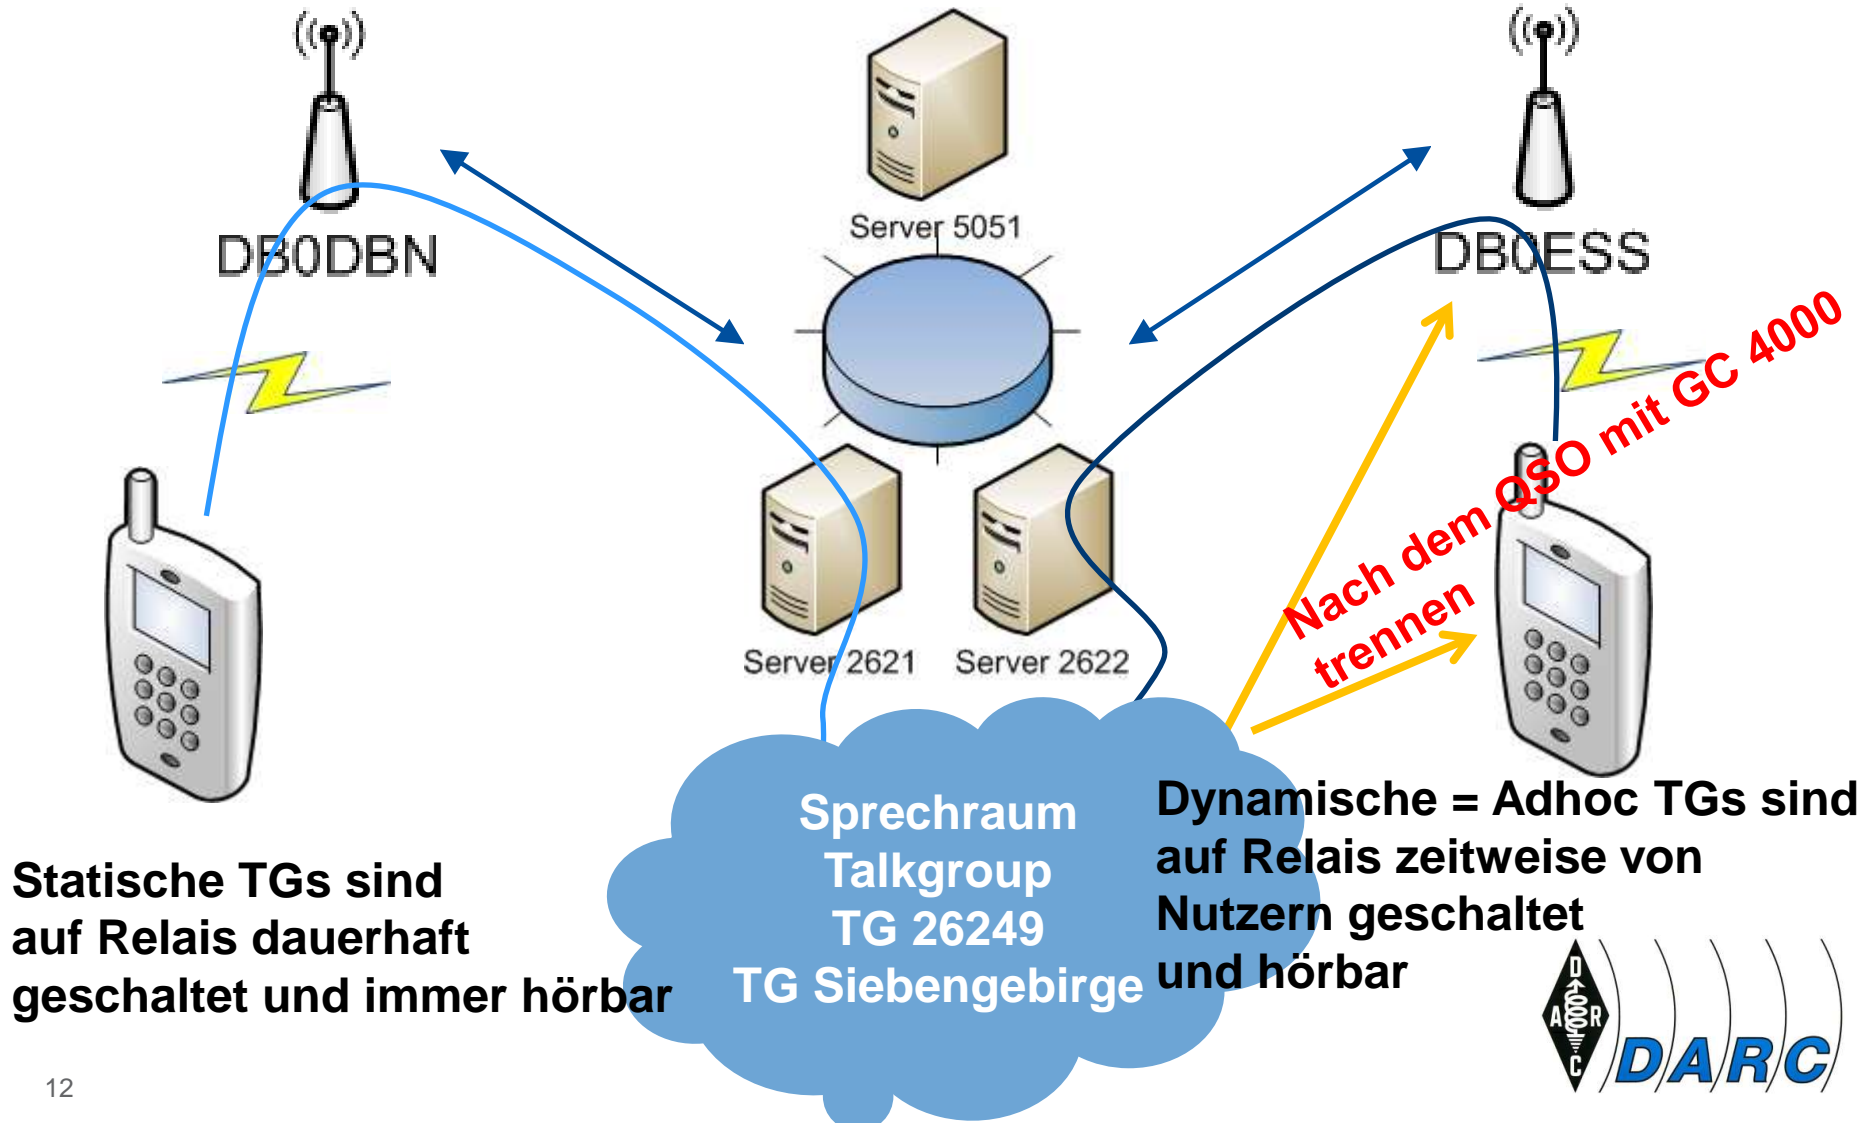 DB0DBN
Server 5051
DB0ESS
Nach dem QSO mit GC 4000
trennen
Server 2621
Server 2622
Sprechraum
Talkgroup
TG 26249
TG Siebengebirge
Statische TGs sind
auf Relais dauerhaft
geschaltet und immer hörbar
Dynamische = Adhoc TGs sind
auf Relais zeitweise von
Nutzern geschaltet
und hörbar
D
A R
C
DARC
12